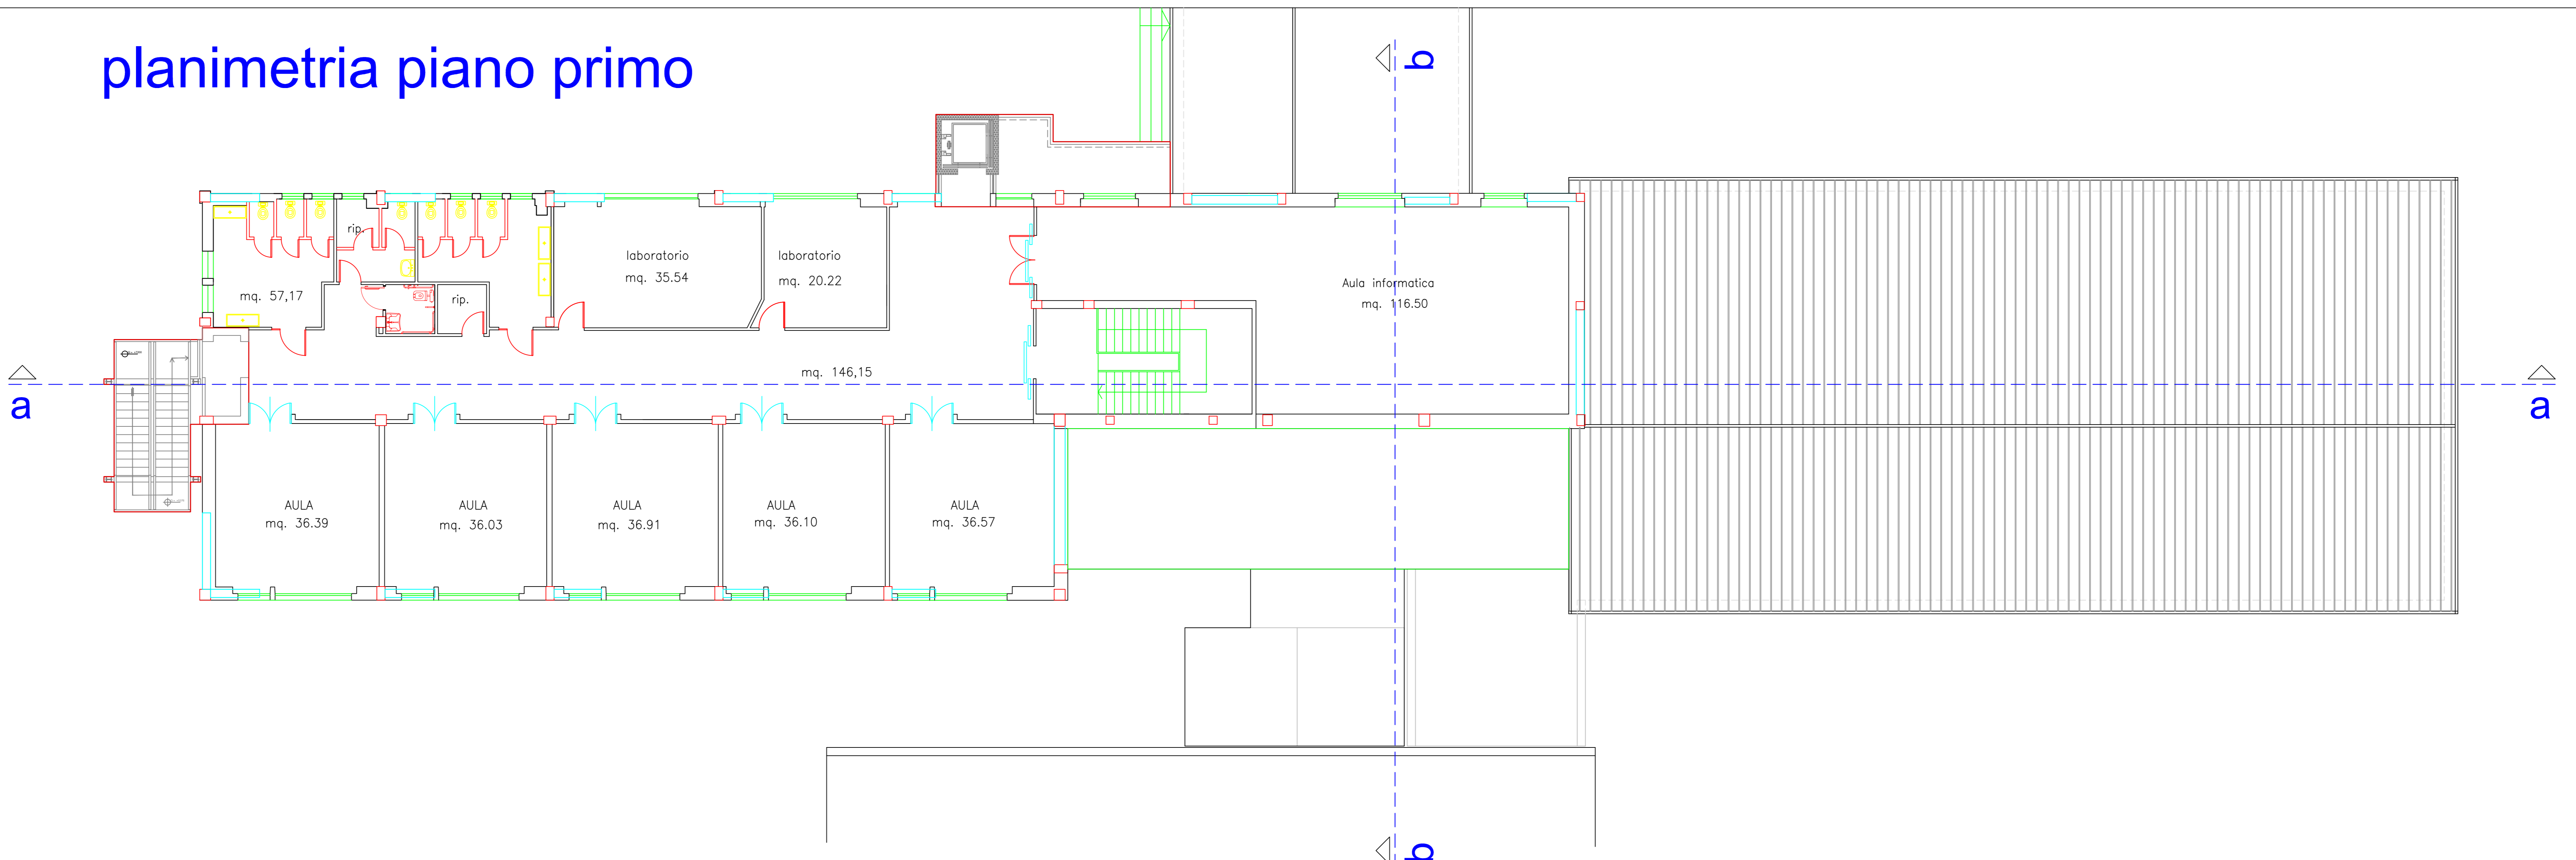 planimetria piano primo
b
rip.
laboratorio
mq. 35.54
laboratorio
mq. 20.22
Aula informatica
mq. 116.50
mq. 57,17
rip.
mq. 146,15
a
a
AULA
mq. 36.39
AULA
mq. 36.03
AULA
mq. 36.91
AULA
mq. 36.10
AULA
mq. 36.57
b